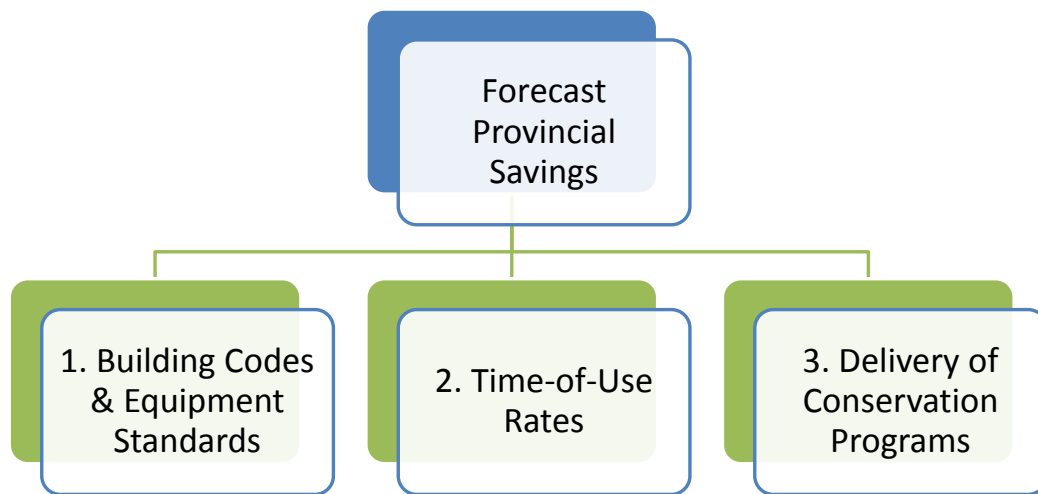 Forecast
Provincial
Savings
1. Building Codes
& Equipment
Standards
2. Time-of-Use
Rates
3. Delivery of
Conservation
Programs